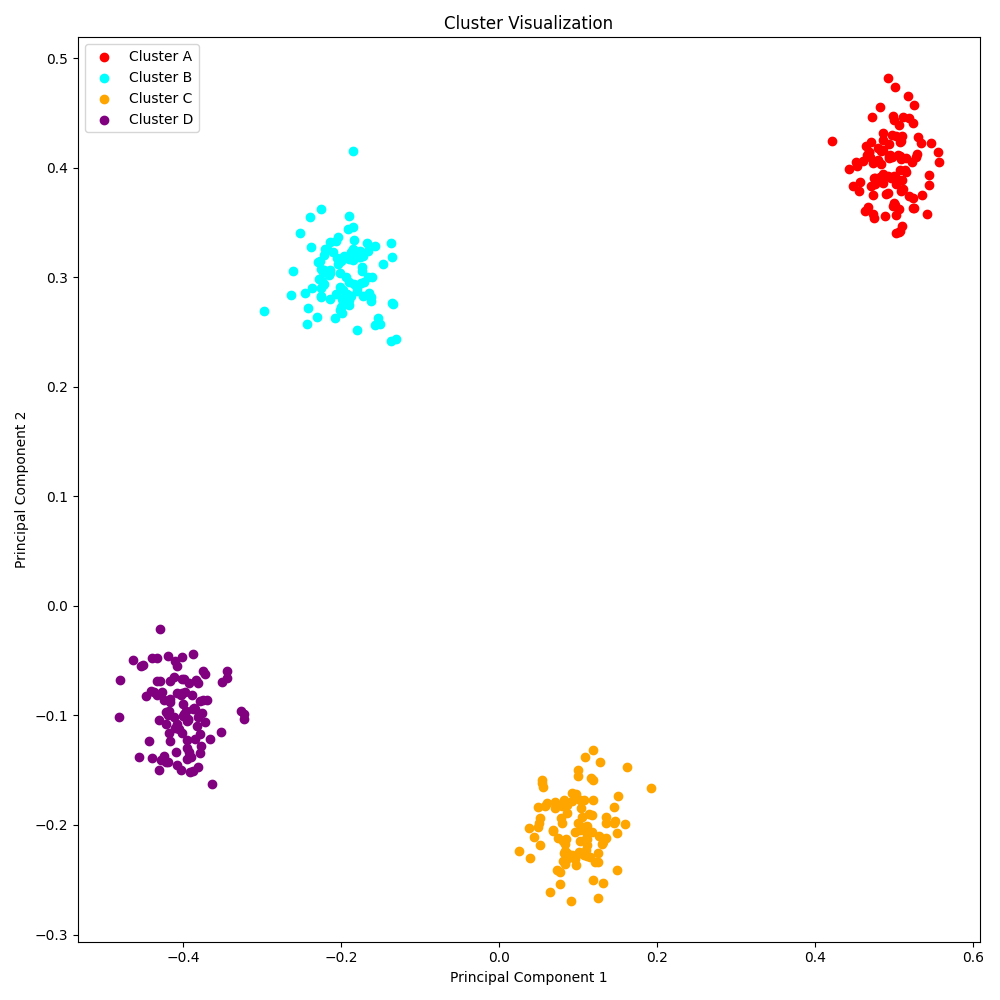 Cluster Visualization
Cluster A
Cluster B
Cluster C
Cluster D
0.5
0.4
0.3
0.2
0.1
0.0
−0.1
−0.2
−0.3
Principal Component 2
−0.4 −0.2 0.0 0.2 0.4 0.6
Principal Component 1